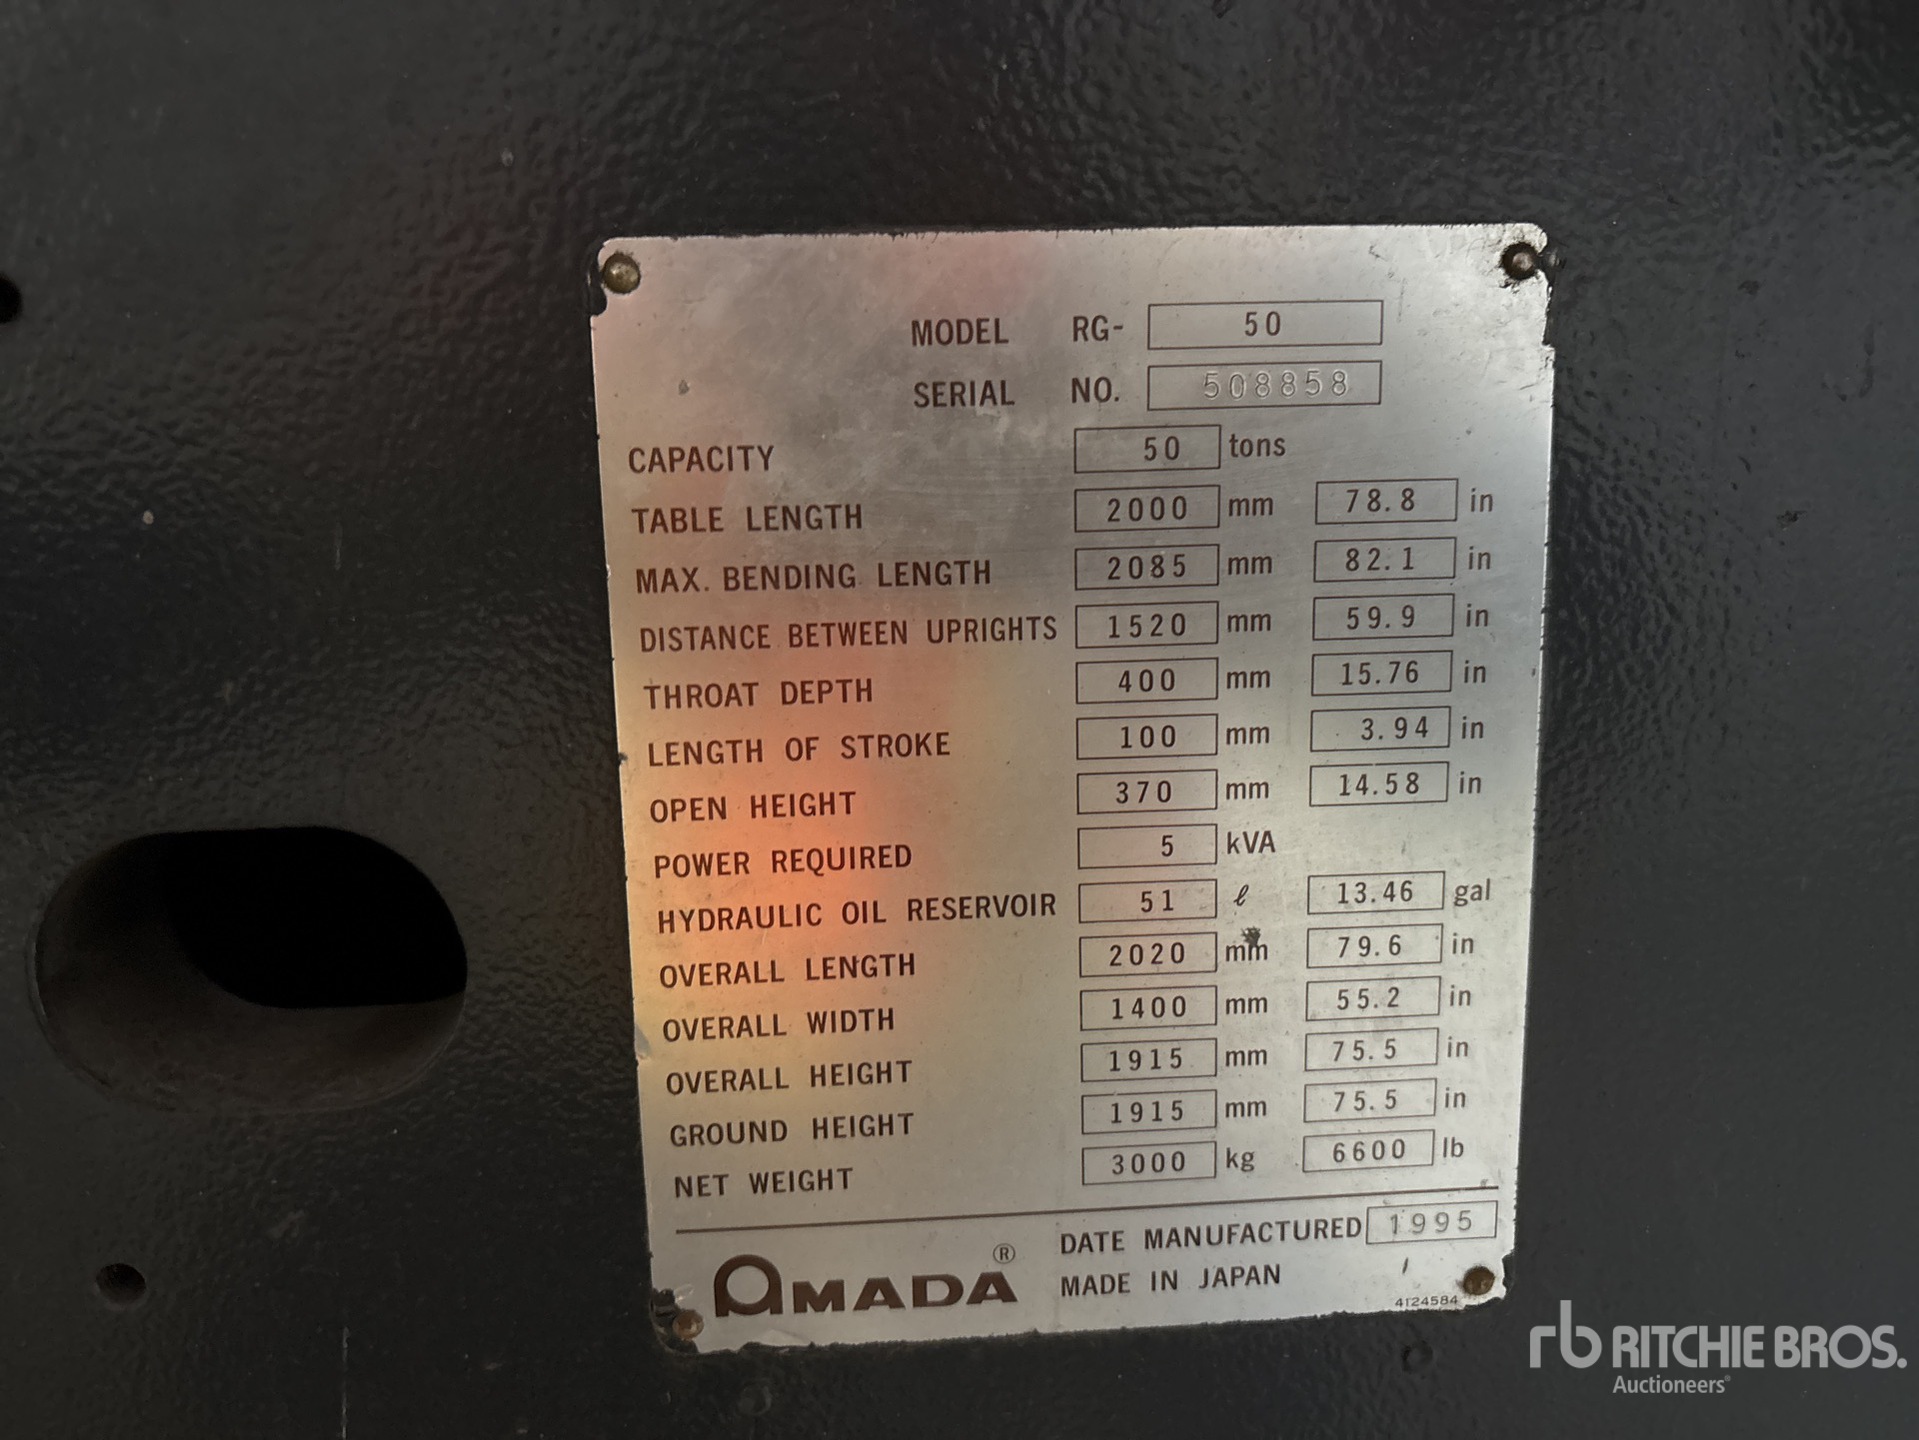 MODEL RG- 50
SERIAL NO. 508858
CAPACITY 50 tons
TABLE LENGTH 2000 mm 78.8 in
MAX. BENDING LENGTH 2085 mm 82.1 in
DISTANCE BETWEEN UPRIGHTS 1520 mm 59.9 in
THROAT DEPTH 400 mm 15.76 in
LENGTH OF STROKE 100 mm 3.94 in
OPEN HEIGHT 370 mm 14.58 in
POWER REQUIRED 5 kVA
HYDRAULIC OIL RESERVOIR 51 ℓ 13.46 gal
OVERALL LENGTH 2020 mm 79.6 in
OVERALL WIDTH 1400 mm 55.2 in
OVERALL HEIGHT 1915 mm 75.5 in
GROUND HEIGHT 1915 mm 75.5 in
NET WEIGHT 3000 kg 6600 lb
AMADA® DATE MANUFACTURED 1995
MADE IN JAPAN
4124584
rb RITCHIE BROS.
Auctioneers®